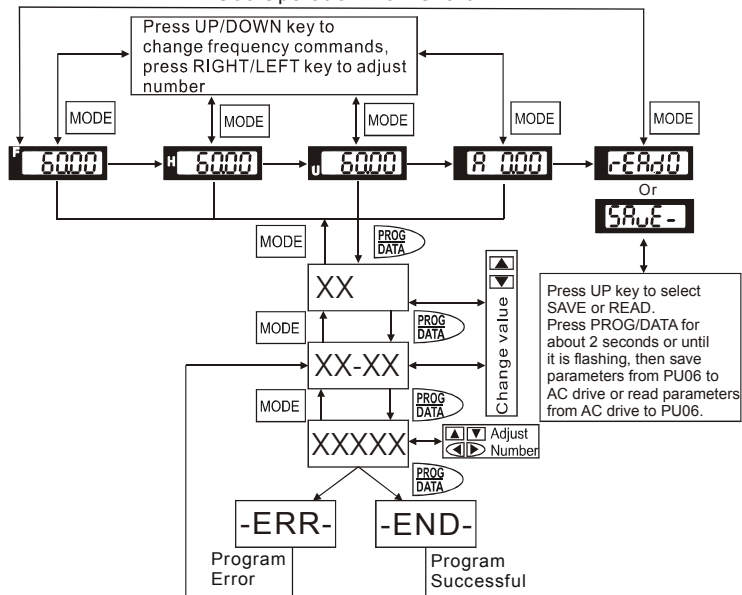 Press UP/DOWN key to
change frequency commands,
press RIGHT/LEFT key to adjust
number
MODE
MODE
MODE
MODE
MODE
F 60.00
H 60.00
U 60.00
A 0.00
rEAd0
Or
SAvE-
MODE
PROG
DATA
XX
MODE
PROG
DATA
XX-XX
MODE
PROG
DATA
XXXXX
Change value
Adjust
Number
PROG
DATA
Press UP key to select
SAVE or READ.
Press PROG/DATA for
about 2 seconds or until
it is flashing, then save
parameters from PU06 to
AC drive or read parameters
from AC drive to PU06.
-ERR-
-END-
Program
Error
Program
Successful